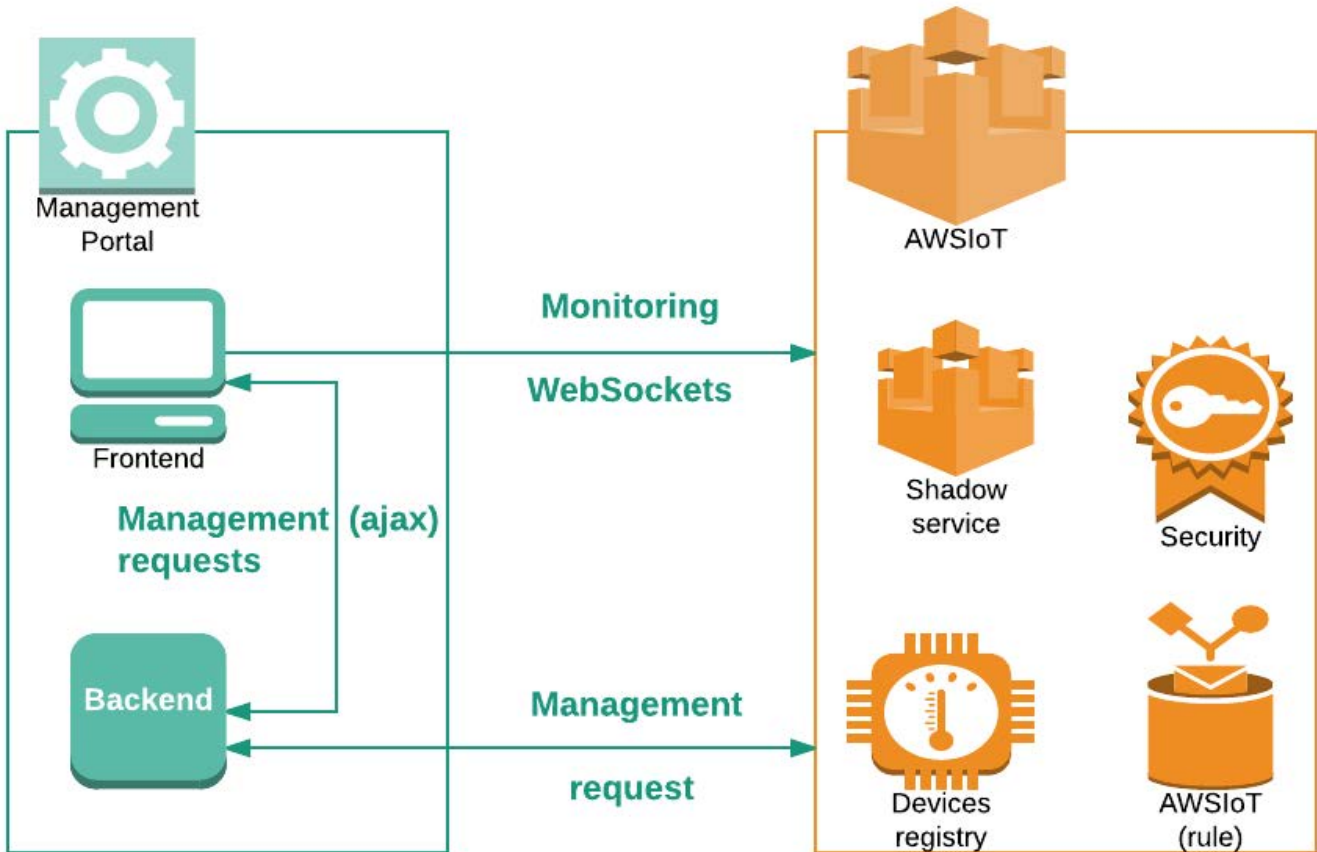 Management
Portal
AWSIoT
Monitoring
WebSockets
Frontend
Management (ajax)
requests
Shadow
service
Security
Backend
Management
request
Devices
registry
AWSIoT
(rule)